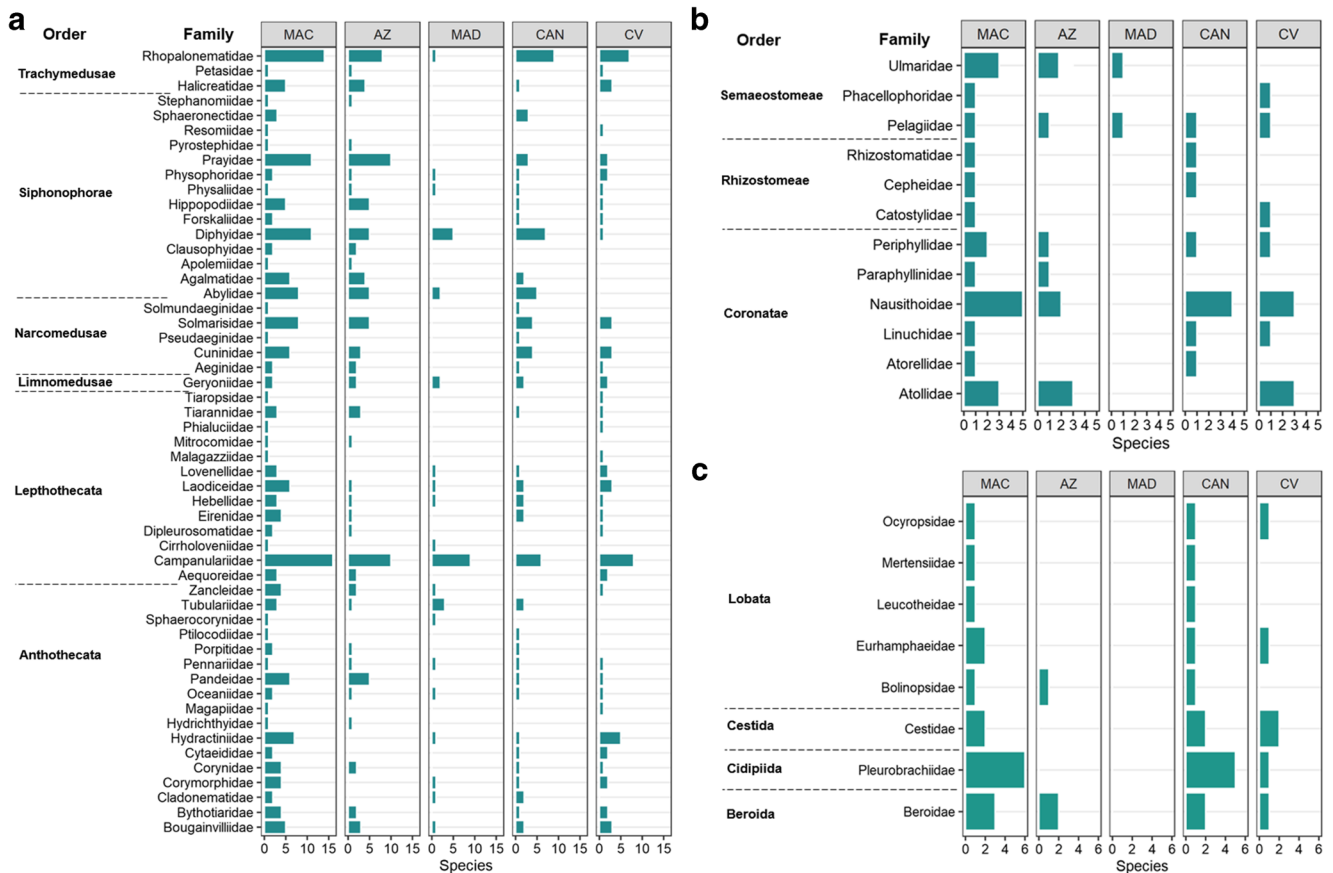 a
Order Family MAC AZ MAD CAN CV
Trachymedusae
Siphonophorae
Narcomedusae
Limnomedusae
Lepthothecata
Anthothecata
Rhopalonematidae
Petasidae
Halicreatidae
Stephanomiidae
Sphaeronectidae
Resomiidae
Pyrostephidae
Prayidae
Physophoridae
Physaliidae
Hippopodiidae
Forskaliidae
Diphyidae
Clausophyidae
Apolemiidae
Agalmatidae
Abylidae
Solmundaeginidae
Solmarisidae
Pseudaeginidae
Cuninidae
Aeginidae
Geryoniidae
Tiaropsidae
Tiarannidae
Phialuciidae
Mitrocomidae
Malagazziidae
Lovenellidae
Laodiceidae
Hebellidae
Eirenidae
Dipleurosomatidae
Cirrholoveniidae
Campanulariidae
Aequoreidae
Zancleidae
Tubulariidae
Sphaerocorynidae
Ptilocodiidae
Porpitidae
Pennariidae
Pandeidae
Oceaniidae
Magapiidae
Hydrichthyidae
Hydractiniidae
Cytaeididae
Corynidae
Corymorphidae
Cladonematidae
Bythotiaridae
Bougainvilliidae
0 5 10 15 0 5 10 15 0 5 10 15 0 5 10 15 0 5 10 15
Species
b
Order Family MAC AZ MAD CAN CV
Semaeostomeae
Rhizostomeae
Coronatae
Ulmaridae
Phacellophoridae
Pelagiidae
Rhizostomatidae
Cepheidae
Catostylidae
Periphyllidae
Paraphyllinidae
Nausithoidae
Linuchidae
Atorellidae
Atollidae
0 1 2 3 4 5 0 1 2 3 4 5 0 1 2 3 4 5 0 1 2 3 4 5 0 1 2 3 4 5
Species
c
MAC AZ MAD CAN CV
Lobata
Cestida
Cidipiida
Beroida
Ocyropsidae
Mertensiidae
Leucotheidae
Eurhamphaeidae
Bolinopsidae
Cestidae
Pleurobrachiidae
Beroidae
0 2 4 6 0 2 4 6 0 2 4 6 0 2 4 6 0 2 4 6
Species